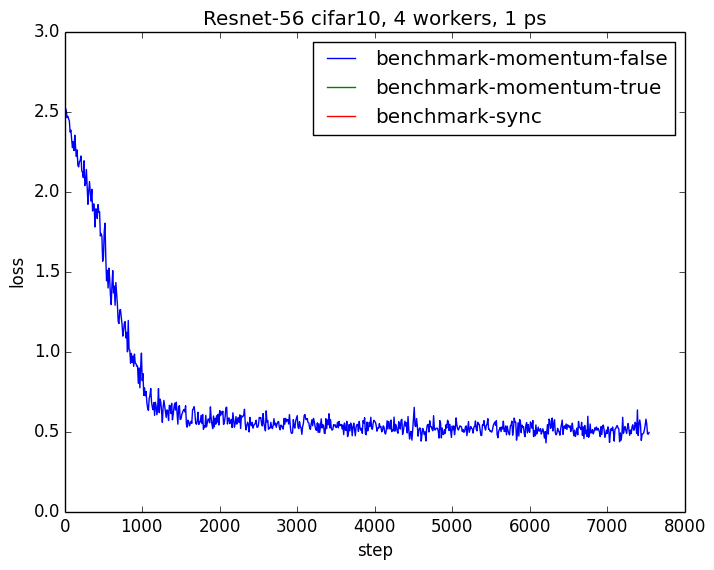 Resnet-56 cifar10, 4 workers, 1 ps
3.0
benchmark-momentum-false
benchmark-momentum-true
benchmark-sync
2.5
2.0
1.5
1.0
0.5
0.0
loss
0 1000 2000 3000 4000 5000 6000 7000 8000
step